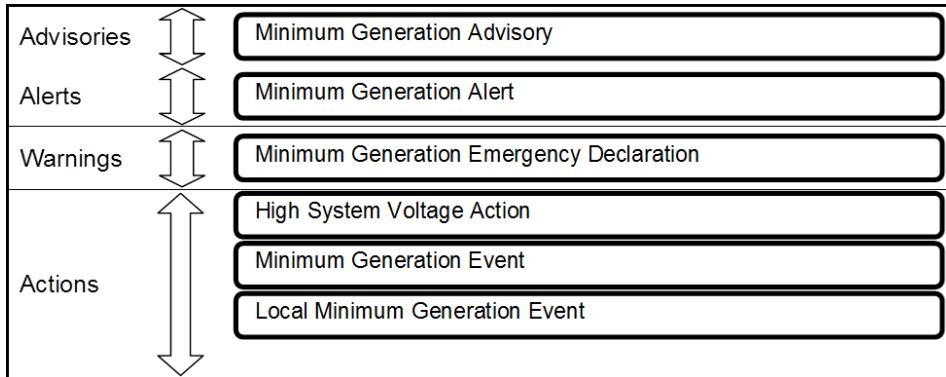 Advisories
Minimum Generation Advisory
Alerts
Minimum Generation Alert
Warnings
Minimum Generation Emergency Declaration
Actions
High System Voltage Action
Minimum Generation Event
Local Minimum Generation Event